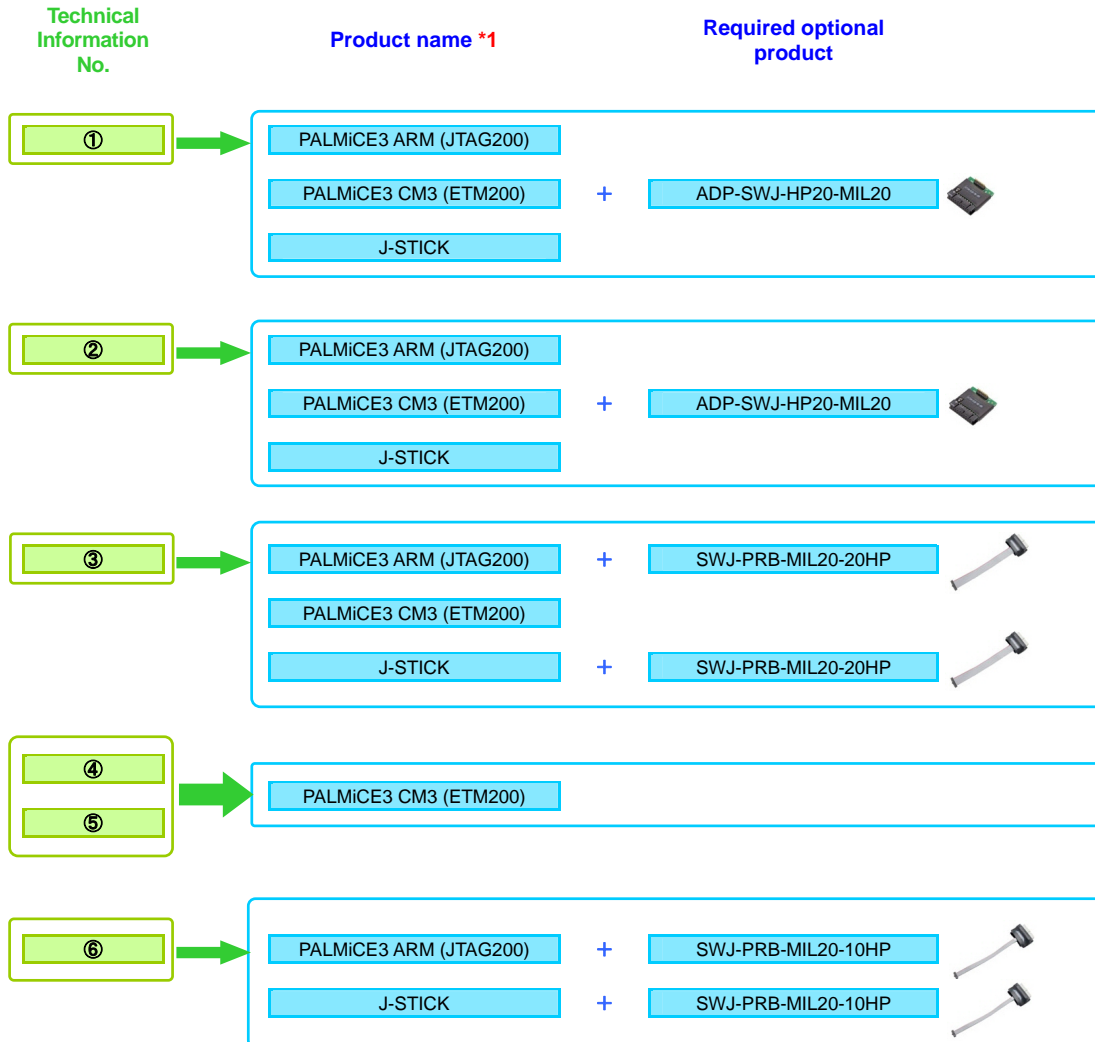 Technical
Information
No.
Product name *1
Required optional
product
①
PALMiCE3 ARM (JTAG200)
PALMiCE3 CM3 (ETM200) + ADP-SWJ-HP20-MIL20
J-STICK
②
PALMiCE3 ARM (JTAG200)
PALMiCE3 CM3 (ETM200) + ADP-SWJ-HP20-MIL20
J-STICK
③
PALMiCE3 ARM (JTAG200) + SWJ-PRB-MIL20-20HP
PALMiCE3 CM3 (ETM200)
J-STICK + SWJ-PRB-MIL20-20HP
④
⑤
PALMiCE3 CM3 (ETM200)
⑥
PALMiCE3 ARM (JTAG200) + SWJ-PRB-MIL20-10HP
J-STICK + SWJ-PRB-MIL20-10HP